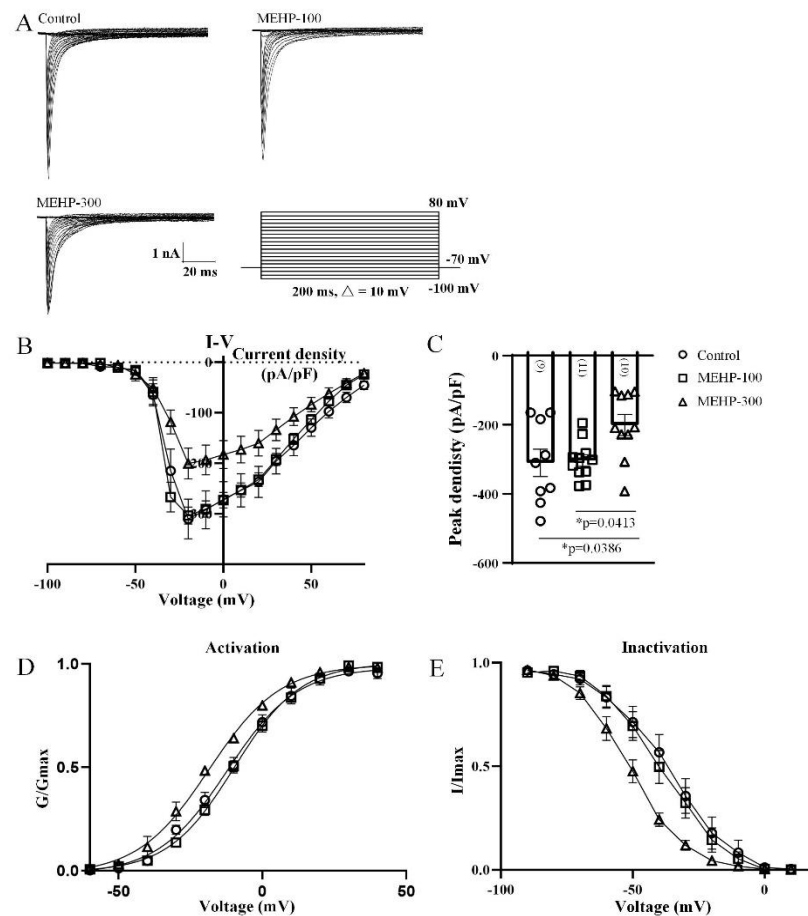 A
Control
MEHP-100
MEHP-300
1 nA
20 ms
80 mV
-70 mV
200 ms, △ = 10 mV
-100 mV
B
I-V
Current density
(pA/pF)
0
-100
-200
-300
-100
-50
0
50
Voltage (mV)
C
Peak dendisty (pA/pF)
0
-200
-400
-600
(9)
(11)
(10)
*p=0.0413
*p=0.0386
Control
MEHP-100
MEHP-300
D
Activation
G/Gmax
1.0
0.5
0.0
-50
0
50
Voltage (mV)
E
Inactivation
I/Imax
1.0
0.5
0.0
-100
-50
0
Voltage (mV)